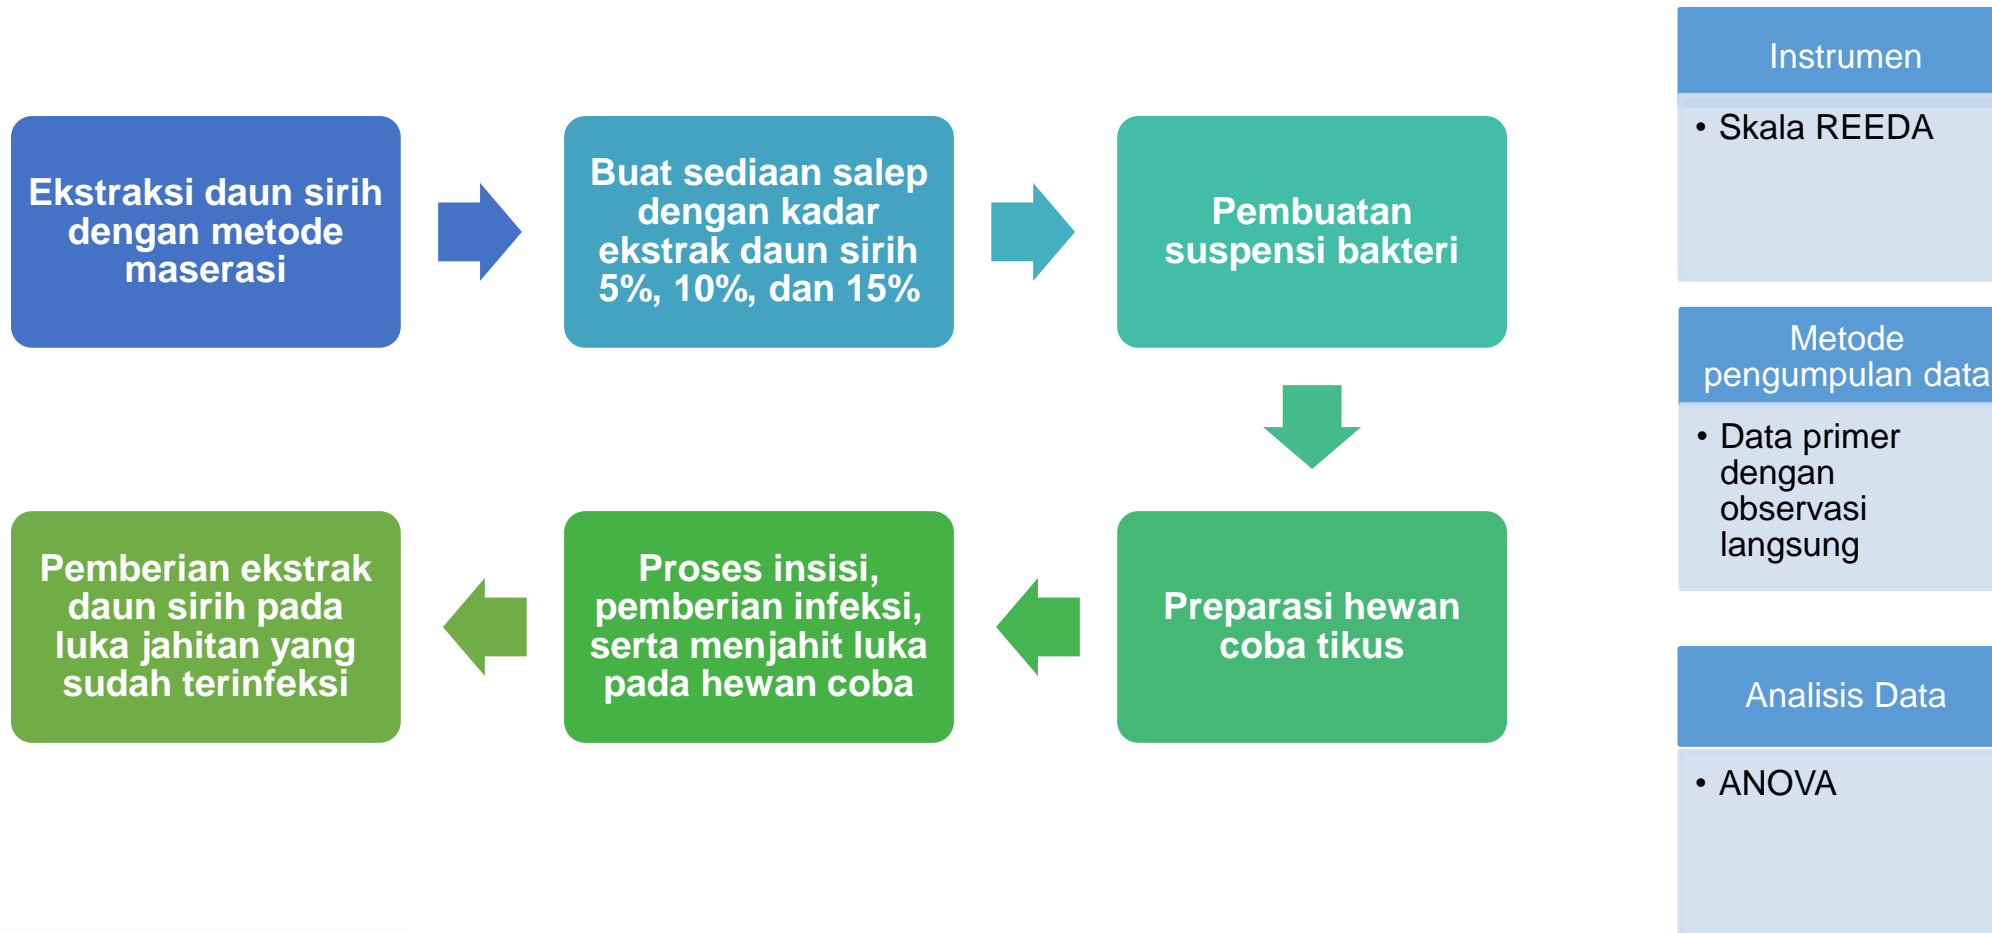 Ekstraksi daun sirih
dengan metode
maserasi
Buat sediaan salep
dengan kadar
ekstrak daun sirih
5%, 10%, dan 15%
Pembuatan
suspensi bakteri
Preparasi hewan
coba tikus
Proses insisi,
pemberian infeksi,
serta menjahit luka
pada hewan coba
Pemberian ekstrak
daun sirih pada
luka jahitan yang
sudah terinfeksi
Instrumen
• Skala REEDA
Metode
pengumpulan data
• Data primer
dengan
observasi
langsung
Analisis Data
• ANOVA